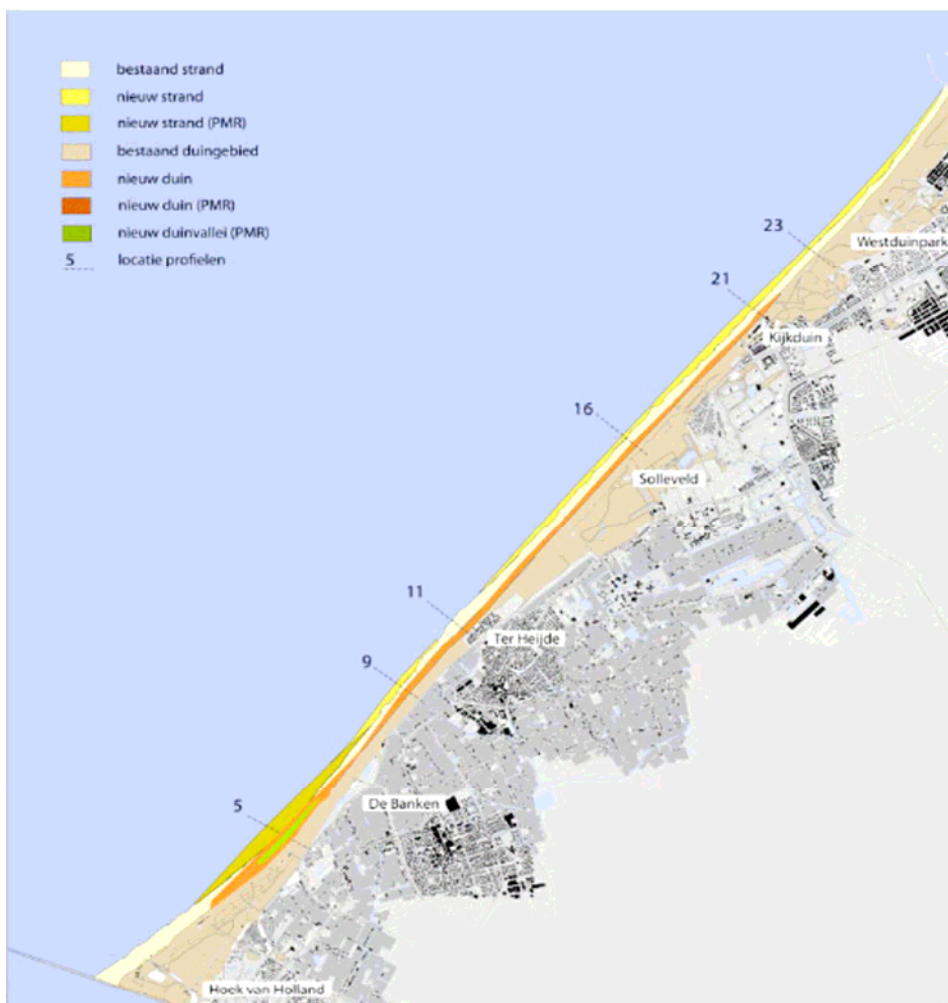 bestaand strand
nieuw strand
nieuw strand (PMR)
bestaand duingebied
nieuw duin
nieuw duin (PMR)
nieuw duinvallei (PMR)
5 locatie profielen
23
Westduinpark
21
Kijkduin
16
Solleveld
11
Ter Heijde
9
5
De Banken
Hoek van Holland